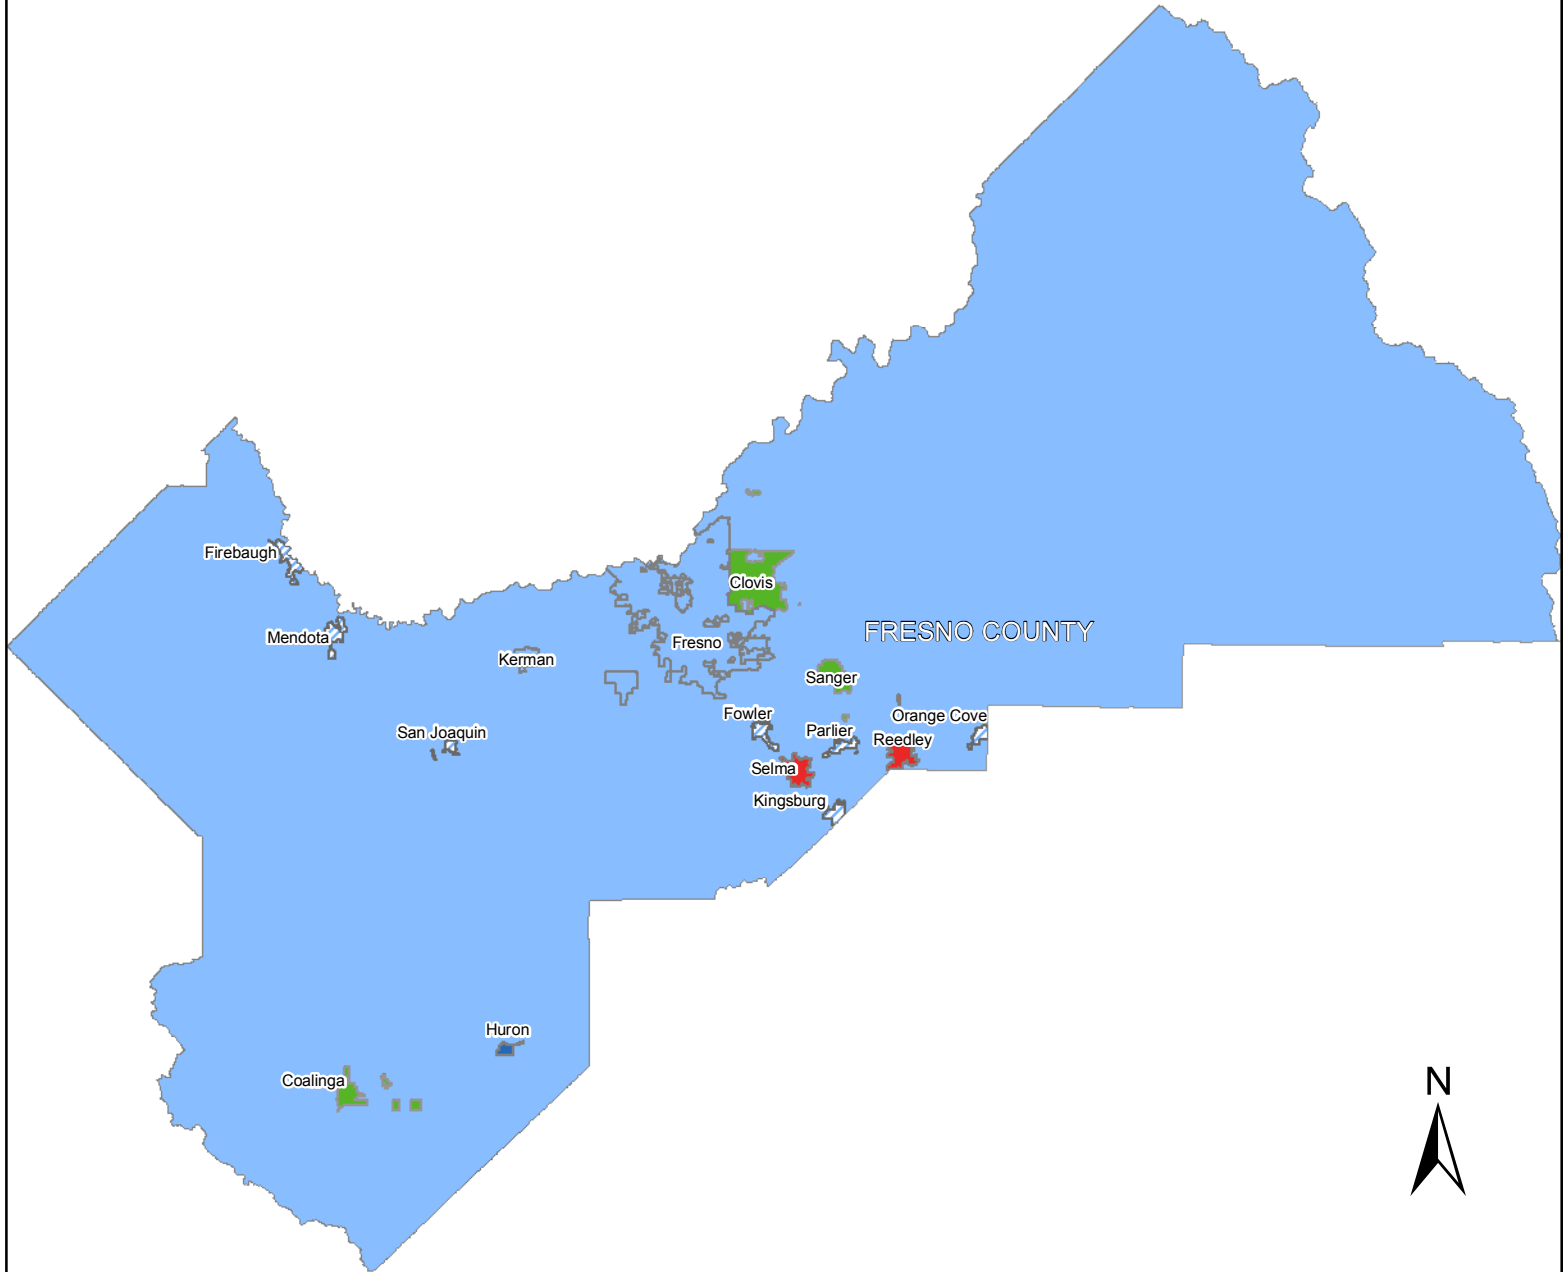 Firebaugh
Clovis
Mendota
FRESNO COUNTY
Fresno
Kerman
Sanger
Fowler
Orange Cove
San Joaquin
Parlier
Reedley
Selma
Kingsburg
Huron
Coalinga
N